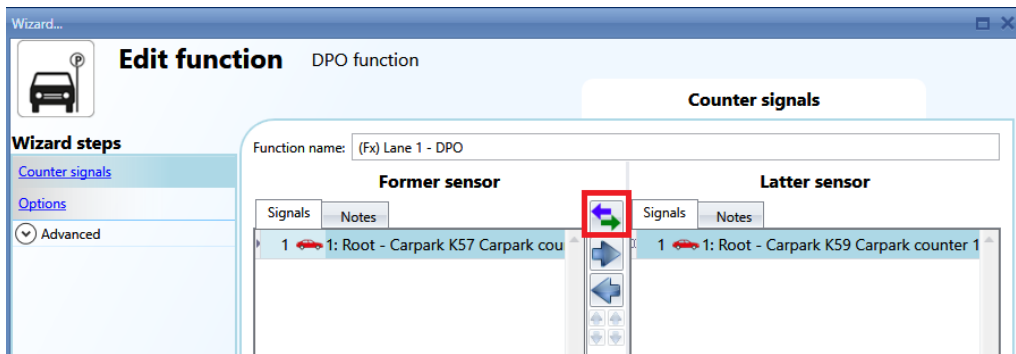 Wizard...
Edit function DPO function
Counter signals
Wizard steps
Counter signals
Options
Advanced
Function name: (Fx) Lane 1 - DPO
Former sensor
Signals Notes
1 1: Root - Carpark K57 Carpark cou
Latter sensor
Signals Notes
1 1: Root - Carpark K59 Carpark counter 1